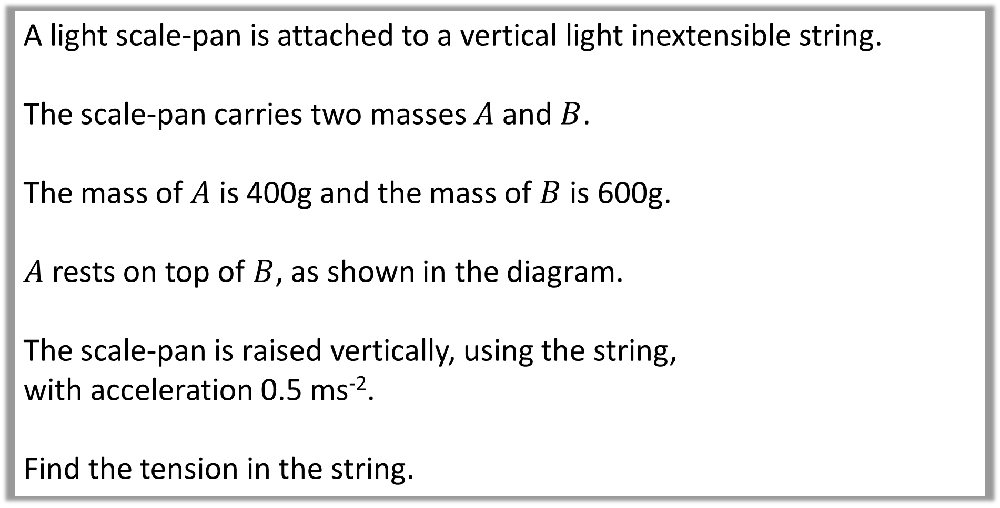 A light scale-pan is attached to a vertical light inextensible string.
The scale-pan carries two masses A and B.
The mass of A is 400g and the mass of B is 600g.
A rests on top of B, as shown in the diagram.
The scale-pan is raised vertically, using the string,
with acceleration 0.5 ms⁻².
Find the tension in the string.